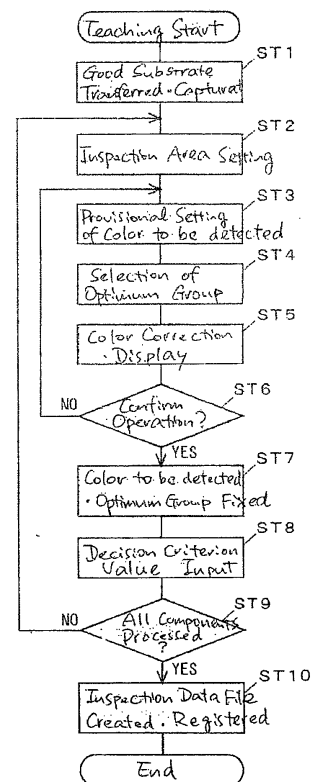 Teaching Start
ST1
Good Substrate
Transferred・Captured
ST2
Inspection Area Setting
ST3
Provisional Setting
of Color to be detected
ST4
Selection of
Optimum Group
ST5
Color Correction
・Display
ST6
Confirm
Operation?
NO
YES
ST7
Color to be detected
・Optimum Group Fixed
ST8
Decision Criterion
Value Input
ST9
All Components
Processed
?
NO
YES
ST10
Inspection Data File
Created・Registered
End